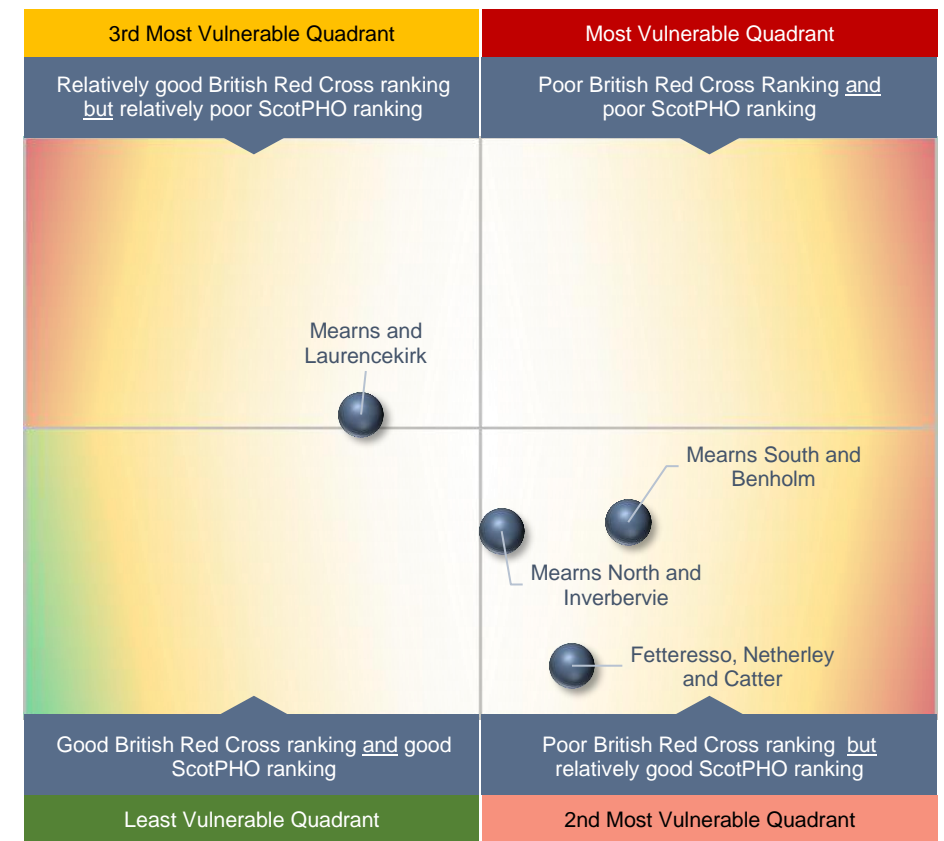 3rd Most Vulnerable Quadrant
Most Vulnerable Quadrant
Relatively good British Red Cross ranking
but relatively poor ScotPHO ranking
Poor British Red Cross Ranking and
poor ScotPHO ranking
Mearns and
Laurencekirk
Mearns South and
Benholm
Mearns North and
Inverbervie
Fetteresso, Netherley
and Catter
Good British Red Cross ranking and good
ScotPHO ranking
Poor British Red Cross ranking but
relatively good ScotPHO ranking
Least Vulnerable Quadrant
2nd Most Vulnerable Quadrant